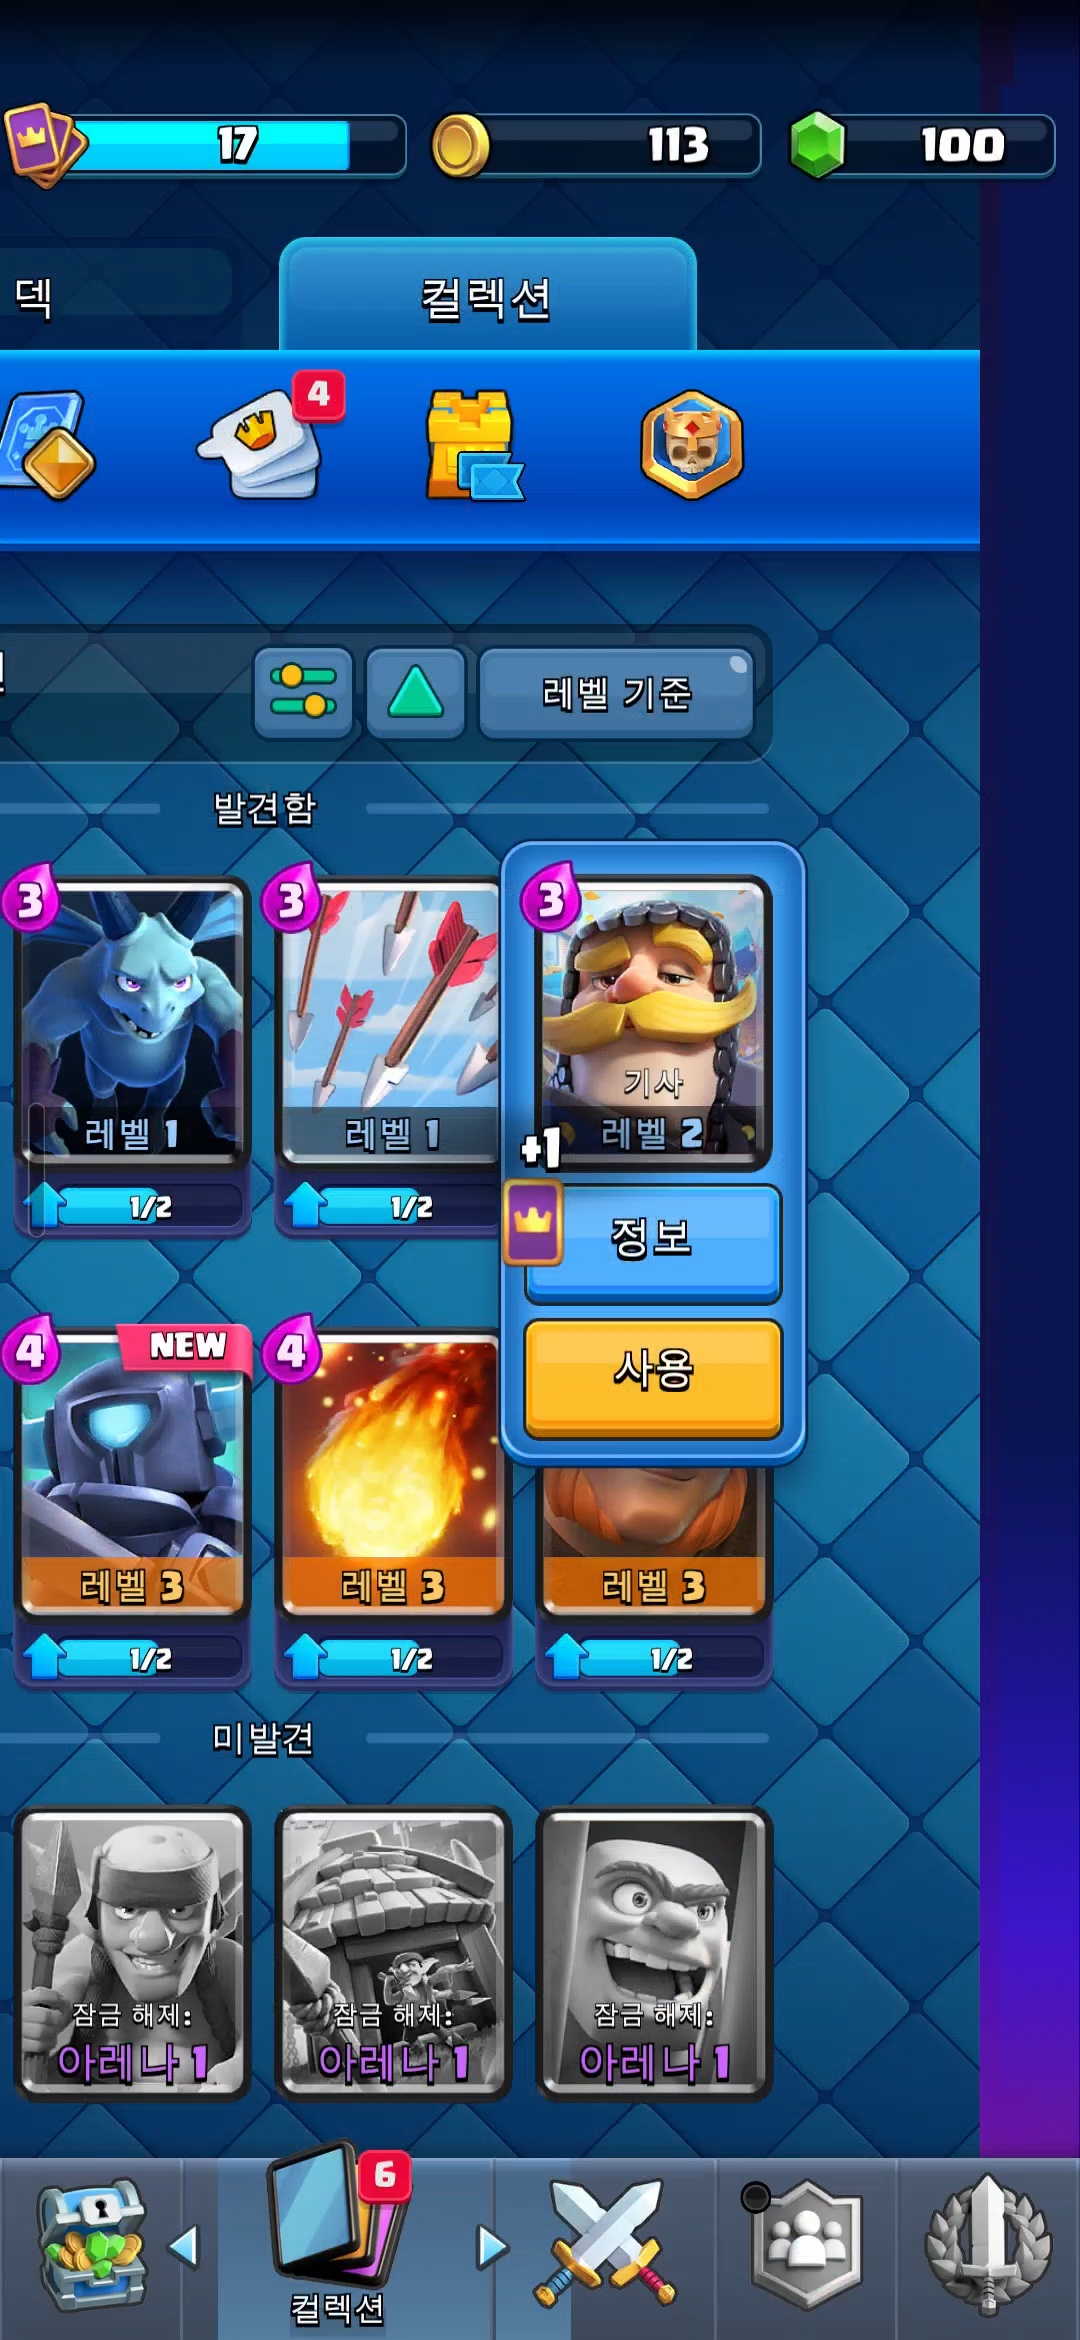 17
113
100
덱
컬렉션
4
레벨 기준
발견함
3
3
3
기사
레벨 1
레벨 1
레벨 2
+1
1/2
1/2
정보
4
NEW
4
사용
레벨 3
레벨 3
레벨 3
1/2
1/2
1/2
미발견
잠금 해제:
잠금 해제:
잠금 해제:
아레나 1
아레나 1
아레나 1
6
컬렉션